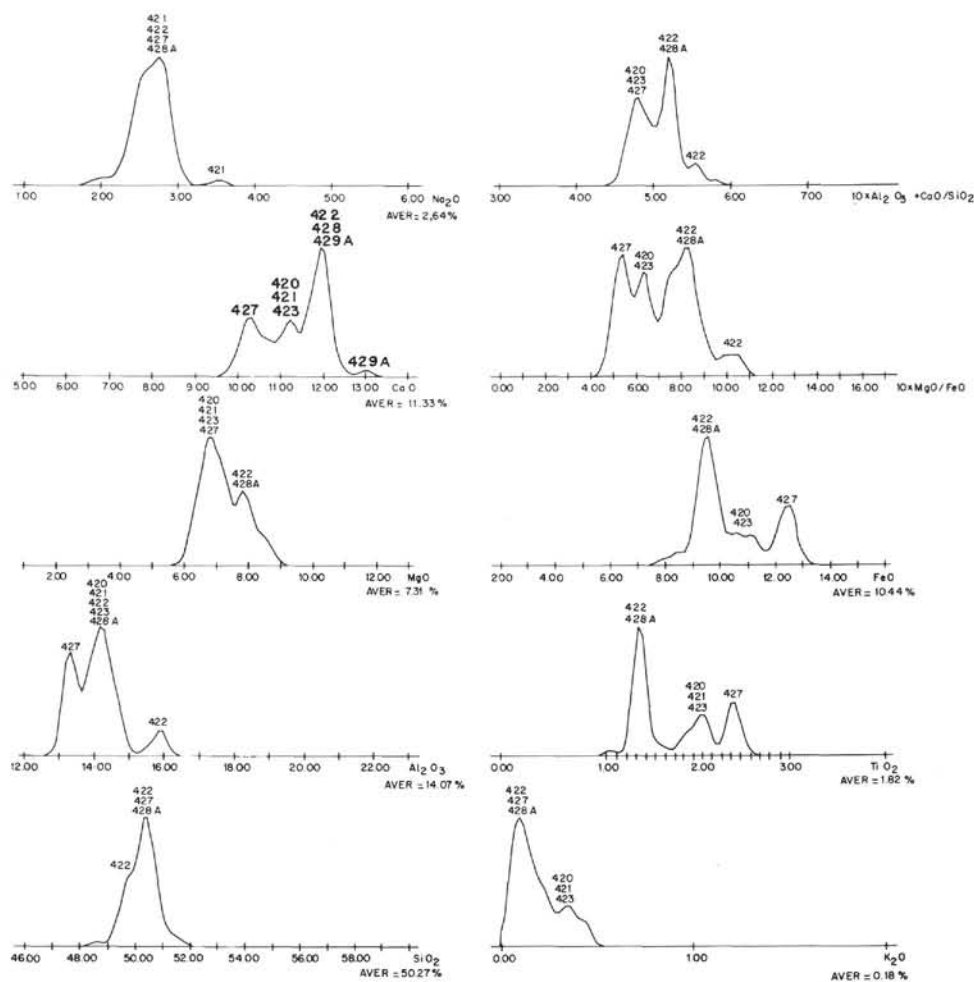 421
422
427
428A
421
1.00 2.00 3.00 4.00 5.00 6.00 Na2O
AVER = 2,64 %
422
428A
420
423
427
422
3.00 4.00 5.00 6.00 7.00 10×Al2O3 +CaO/SiO2
422
428
429A
420
421
423
427
429A
5.00 6.00 7.00 8.00 9.00 10.00 11.00 12.00 13.00 CaO
AVER = 11.33 %
422
428A
427
420
423
422
0.00 2.00 4.00 6.00 8.00 10.00 12.00 14.00 16.00 10×MgO/FeO
420
421
423
427
422
428A
2.00 4.00 6.00 8.00 10.00 12.00 MgO
AVER = 7.31 %
422
428A
420
423
427
2.00 4.00 6.00 8.00 10.00 12.00 14.00 FeO
AVER = 10.44 %
420
421
422
423
428A
427
422
12.00 14.00 16.00 18.00 20.00 22.00 Al2O3
AVER = 14.07 %
422
428A
420
421
423
427
0.00 1.00 2.00 3.00 TiO2
AVER = 1.82 %
422
427
428A
422
46.00 48.00 50.00 52.00 54.00 56.00 58.00 SiO2
AVER = 50.27 %
422
427
428A
420
421
423
0.00 1.00 K2O
AVER = 0.18 %